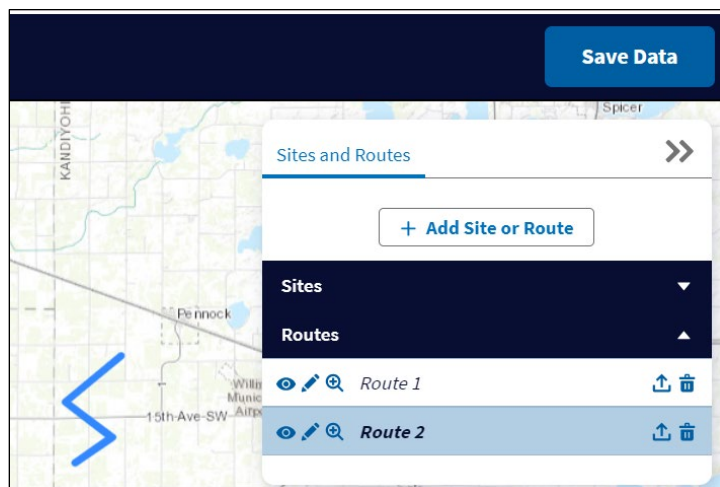 Save Data
KANDIYOHI
Spicer
Sites and Routes
+ Add Site or Route
Sites
Pennock
Routes
Route 1
15th-Ave-SW
Route 2